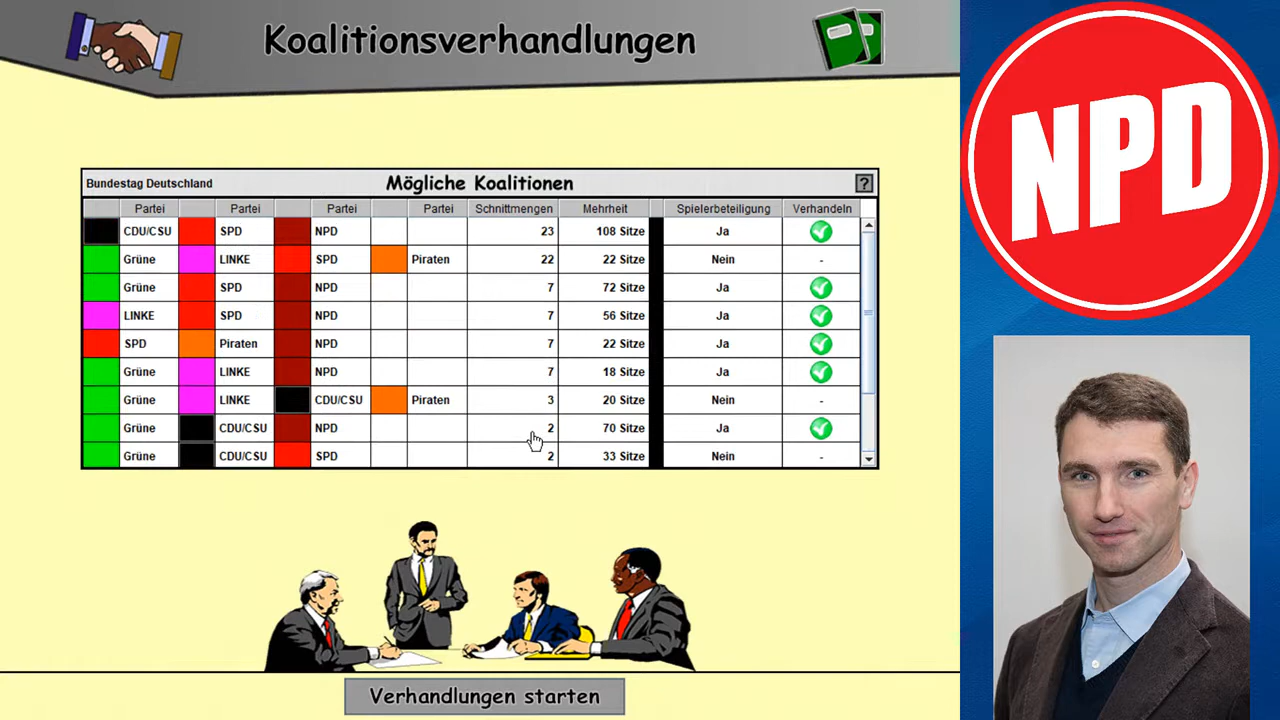 Koalitionsverhandlungen
NPD
Bundestag Deutschland Mögliche Koalitionen ?
Partei Partei Partei Partei Schnittmengen Mehrheit Spielerbeteiligung Verhandeln
CDU/CSU SPD NPD 23 108 Sitze Ja
Grüne LINKE SPD Piraten 22 22 Sitze Nein -
Grüne SPD NPD 7 72 Sitze Ja
LINKE SPD NPD 7 56 Sitze Ja
SPD Piraten NPD 7 22 Sitze Ja
Grüne LINKE NPD 7 18 Sitze Ja
Grüne LINKE CDU/CSU Piraten 3 20 Sitze Nein -
Grüne CDU/CSU NPD 2 70 Sitze Ja
Grüne CDU/CSU SPD 2 33 Sitze Nein -
Verhandlungen starten